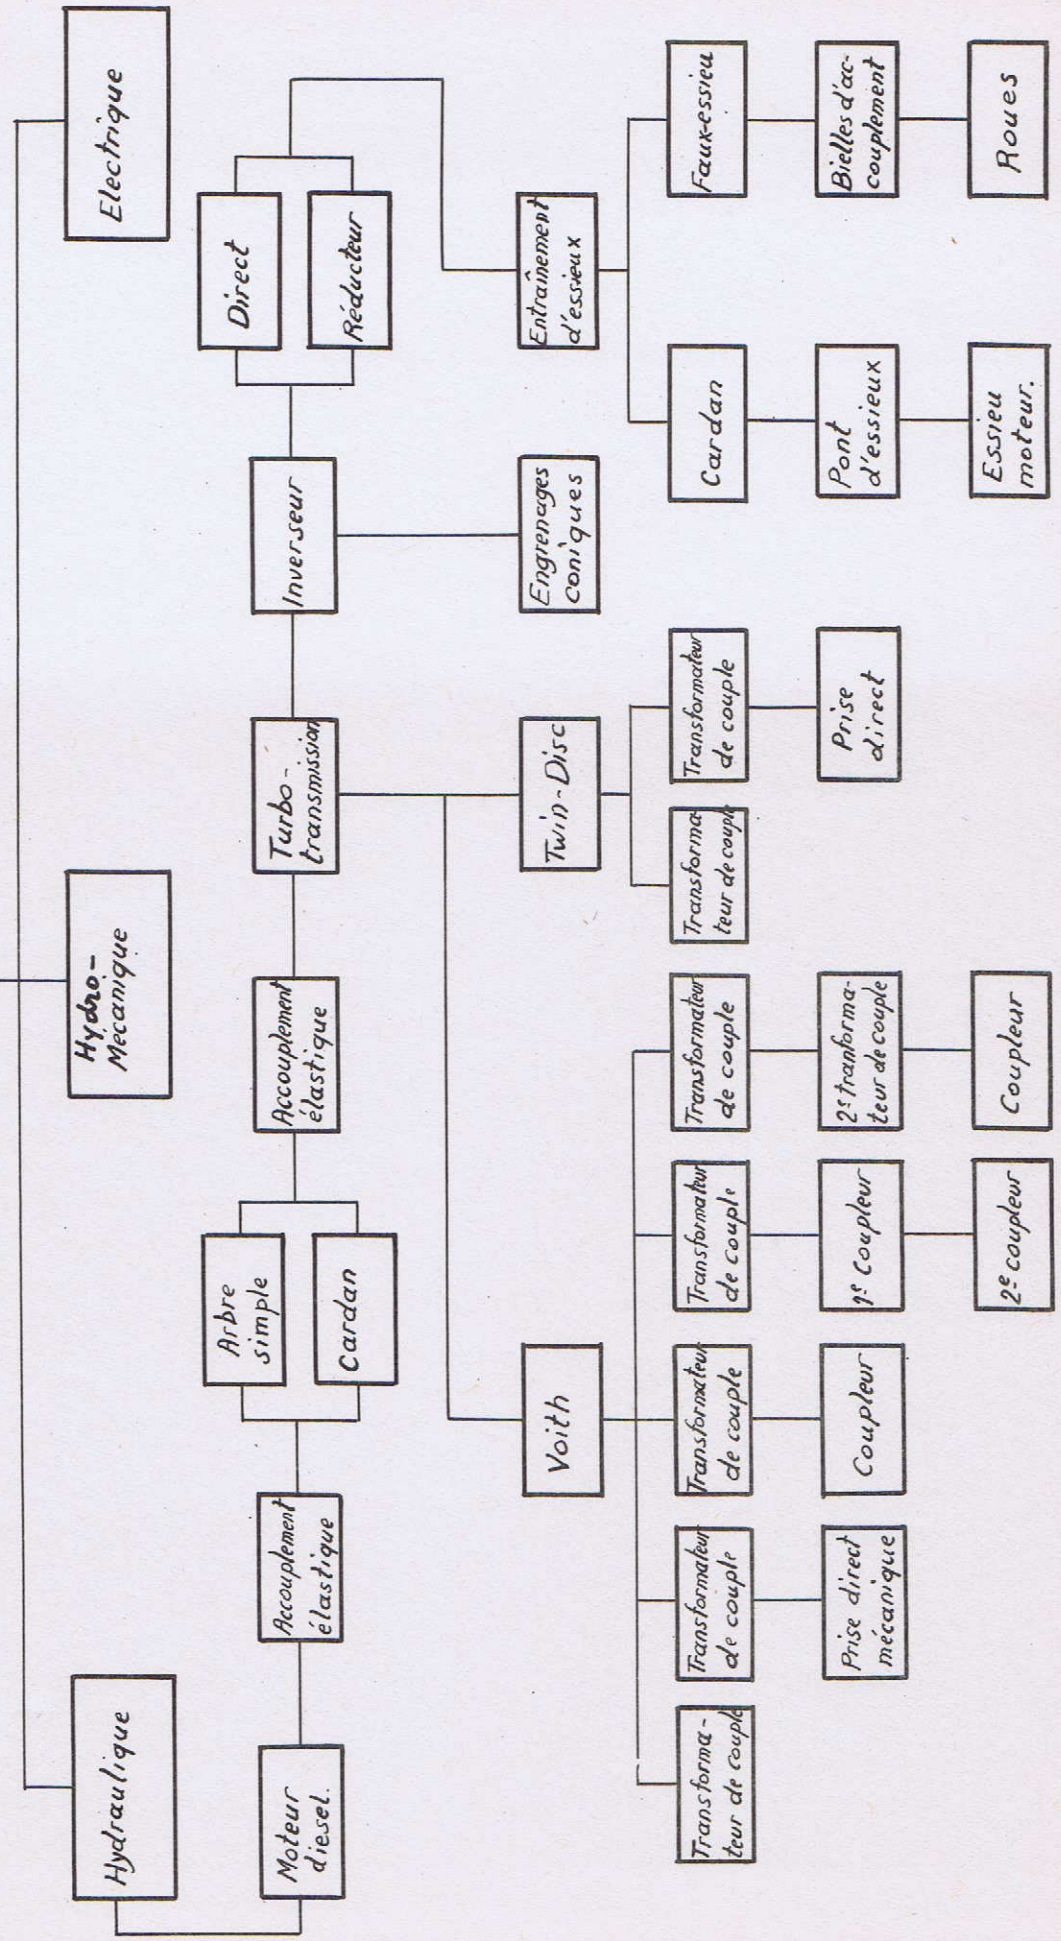 Hydraulique
Hydro-
Mécanique
Electrique
Moteur
diesel.
Accouplement
élastique
Arbre
simple
Cardan
Accouplement
élastique
Turbo-
transmission
Inverseur
Direct
Réducteur
Voith
Twin-Disc
Engrenages
coniques
Entraînement
d'essieux
Transforma-
teur de couple
Transformateur
de couple
Transformateur
de couple
Transformateur
de couple
Transformateur
de couple
Transforma-
teur de couple
Transformateur
de couple
Cardan
Faux-essieu
Prise direct
mécanique
Coupleur
1e Coupleur
2e tranforma-
teur de couple
Prise
direct
Pont
d'essieux
Bielles d'ac-
couplement
2e coupleur
Coupleur
Essieu
moteur.
Roues